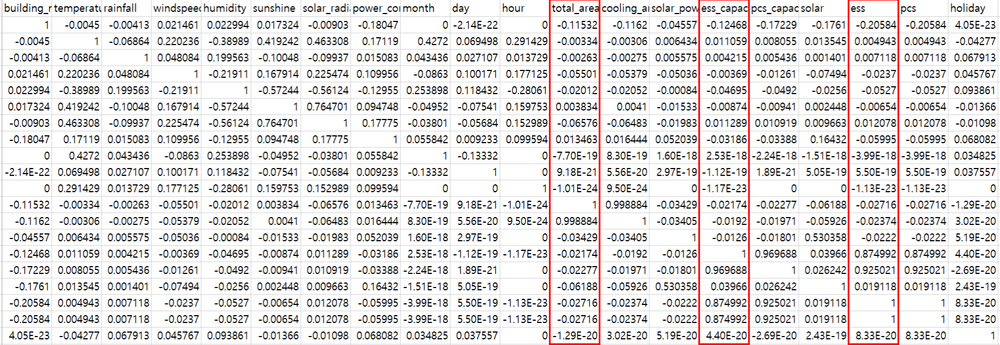 building_r temperatu rainfall windspeed humidity sunshine solar_radi power_cor month day hour total_area cooling_ar solar_pow ess_capac pcs_capac solar ess pcs holiday
1 -0.0045 -0.00413 0.021461 0.022994 0.017324 -0.00903 -0.18047 0 -2.14E-22 0 -0.11532 -0.1162 -0.04557 -0.12468 -0.17229 -0.1761 -0.20584 -0.20584 4.05E-23
-0.0045 1 -0.06864 0.220236 -0.38989 0.419242 0.463308 0.17119 0.4272 0.069498 0.291429 -0.00334 -0.00306 0.006434 0.011059 0.008055 0.013545 0.004943 0.004943 -0.04277
-0.00413 -0.06864 1 0.048084 0.199563 -0.10048 -0.09937 0.015083 0.043436 0.027107 0.013729 -0.00263 -0.00275 0.005575 0.004215 0.005436 0.001401 0.007118 0.007118 0.067913
0.021461 0.220236 0.048084 1 -0.21911 0.167914 0.225474 0.109956 -0.0863 0.100171 0.177125 -0.05501 -0.05379 -0.05036 -0.00369 -0.01261 -0.07494 -0.0237 -0.0237 0.045767
0.022994 -0.38989 0.199563 -0.21911 1 -0.57244 -0.56124 -0.12955 0.253898 0.118432 -0.28061 -0.02012 -0.02052 -0.00084 -0.04695 -0.0492 -0.0256 -0.0527 -0.0527 0.093861
0.017324 0.419242 -0.10048 0.167914 -0.57244 1 0.764701 0.094748 -0.04952 -0.07541 0.159753 0.003834 0.0041 -0.01533 -0.00874 -0.00941 0.002448 -0.00654 -0.00654 -0.01366
-0.00903 0.463308 -0.09937 0.225474 -0.56124 0.764701 1 0.17775 -0.03801 -0.05684 0.152989 -0.06576 -0.06483 -0.01983 0.011289 0.010919 0.009663 0.012078 0.012078 -0.01098
-0.18047 0.17119 0.015083 0.109956 -0.12955 0.094748 0.17775 1 0.055842 0.009233 0.099594 0.013463 0.016444 0.052039 -0.03186 -0.03388 0.16432 -0.05995 -0.05995 0.068082
0 0.4272 0.043436 -0.0863 0.253898 -0.04952 -0.03801 0.055842 1 -0.13332 0 -7.70E-19 8.30E-19 1.60E-18 2.53E-18 -2.24E-18 -1.51E-18 -3.99E-18 -3.99E-18 0.034825
-2.14E-22 0.069498 0.027107 0.100171 0.118432 -0.07541 -0.05684 0.009233 -0.13332 1 0 9.18E-21 5.56E-20 2.97E-19 -1.12E-19 1.89E-21 5.05E-19 5.50E-19 5.50E-19 0.037557
0 0.291429 0.013729 0.177125 -0.28061 0.159753 0.152989 0.099594 0 0 1 -1.01E-24 9.50E-24 0 -1.17E-23 0 0 -1.13E-23 -1.13E-23 0
-0.11532 -0.00334 -0.00263 -0.05501 -0.02012 0.003834 -0.06576 0.013463 -7.70E-19 9.18E-21 -1.01E-24 1 0.998884 -0.03429 -0.02174 -0.02277 -0.06188 -0.02716 -0.02716 -1.29E-20
-0.1162 -0.00306 -0.00275 -0.05379 -0.02052 0.0041 -0.06483 0.016444 8.30E-19 5.56E-20 9.50E-24 0.998884 1 -0.03405 -0.0192 -0.01971 -0.05926 -0.02374 -0.02374 3.02E-20
-0.04557 0.006434 0.005575 -0.05036 -0.00084 -0.01533 -0.01983 0.052039 1.60E-18 2.97E-19 0 -0.03429 -0.03405 1 -0.0126 -0.01801 0.530358 -0.0222 -0.0222 5.19E-20
-0.12468 0.011059 0.004215 -0.00369 -0.04695 -0.00874 0.011289 -0.03186 2.53E-18 -1.12E-19 -1.17E-23 -0.02174 -0.0192 -0.0126 1 0.969688 0.03966 0.874992 0.874992 4.40E-20
-0.17229 0.008055 0.005436 -0.01261 -0.0492 -0.00941 0.010919 -0.03388 -2.24E-18 1.89E-21 0 -0.02277 -0.01971 -0.01801 0.969688 1 0.026242 0.925021 0.925021 -2.69E-20
-0.1761 0.013545 0.001401 -0.07494 -0.0256 0.002448 0.009663 0.16432 -1.51E-18 5.05E-19 0 -0.06188 -0.05926 0.530358 0.03966 0.026242 1 0.019118 0.019118 2.43E-19
-0.20584 0.004943 0.007118 -0.0237 -0.0527 -0.00654 0.012078 -0.05995 -3.99E-18 5.50E-19 -1.13E-23 -0.02716 -0.02374 -0.0222 0.874992 0.925021 0.019118 1 1 8.33E-20
-0.20584 0.004943 0.007118 -0.0237 -0.0527 -0.00654 0.012078 -0.05995 -3.99E-18 5.50E-19 -1.13E-23 -0.02716 -0.02374 -0.0222 0.874992 0.925021 0.019118 1 1 8.33E-20
4.05E-23 -0.04277 0.067913 0.045767 0.093861 -0.01366 -0.01098 0.068082 0.034825 0.037557 0 -1.29E-20 3.02E-20 5.19E-20 4.40E-20 -2.69E-20 2.43E-19 8.33E-20 8.33E-20 1